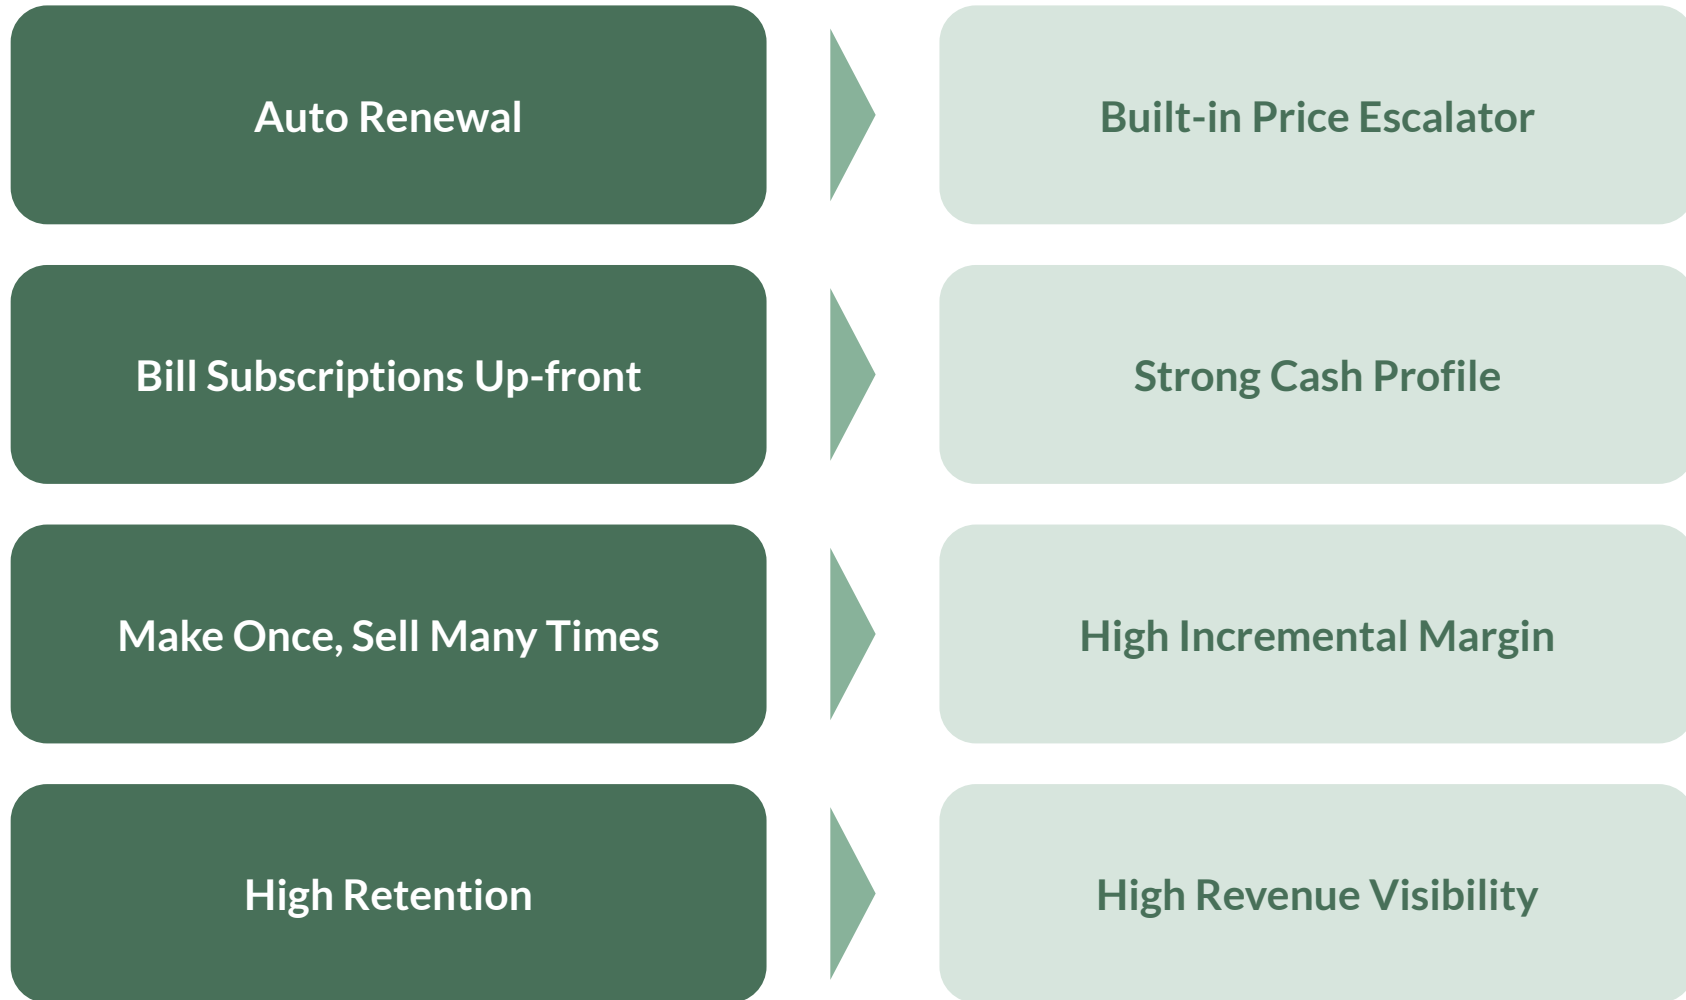 Auto Renewal
Built-in Price Escalator
Bill Subscriptions Up-front
Strong Cash Profile
Make Once, Sell Many Times
High Incremental Margin
High Retention
High Revenue Visibility